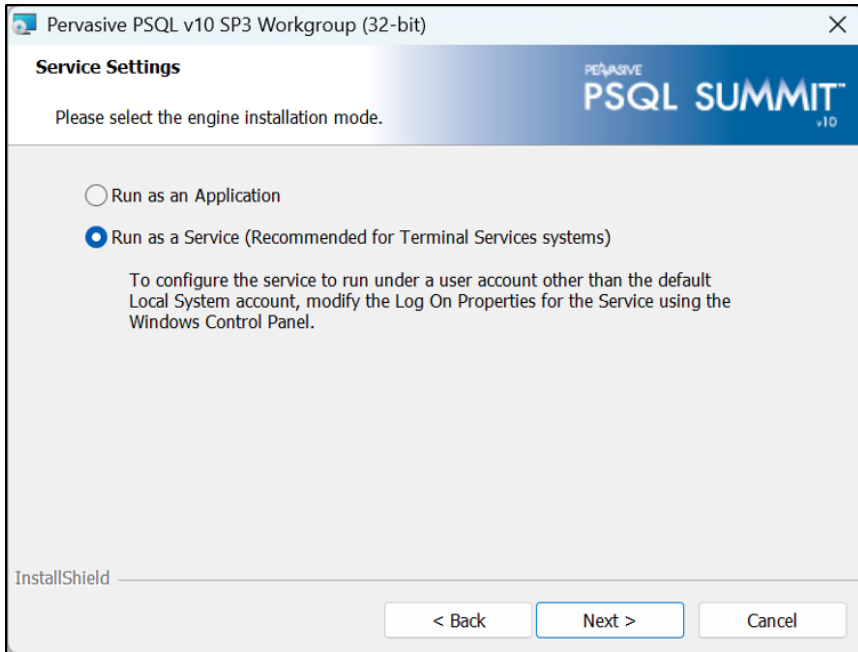 Pervasive PSQL v10 SP3 Workgroup (32-bit)
Service Settings
Please select the engine installation mode.
PERVASIVE
PSQL SUMMIT™
v10
Run as an Application
Run as a Service (Recommended for Terminal Services systems)
To configure the service to run under a user account other than the default
Local System account, modify the Log On Properties for the Service using the
Windows Control Panel.
InstallShield
< Back
Next >
Cancel